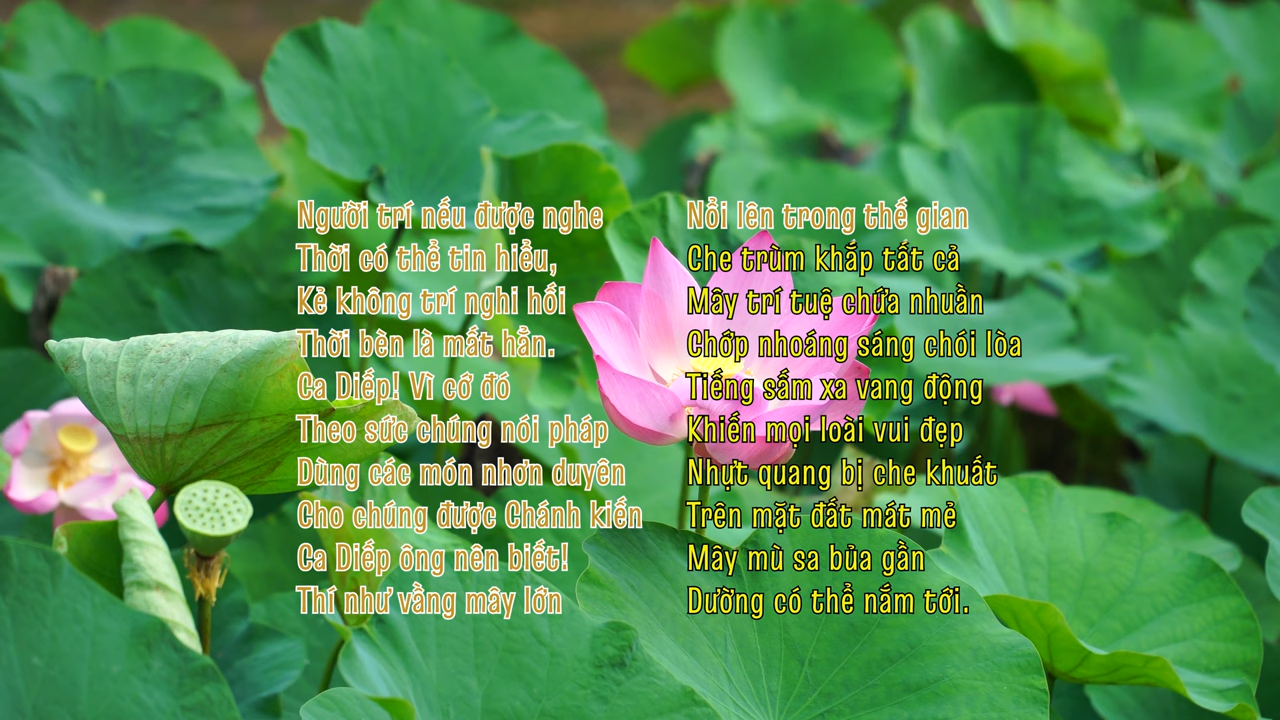 Người trí nếu được nghe
Thời có thể tin hiểu,
Kẻ không trí nghi hối
Thời bèn là mất hẳn.
Ca Diếp! Vì cớ đó
Theo sức chúng nói pháp
Dùng các món nhơn duyên
Cho chúng được Chánh kiến
Ca Diếp ông nên biết!
Thí như vầng mây lớn
Nổi lên trong thế gian
Che trùm khắp tất cả
Mây trí tuệ chứa nhuần
Chớp nhoáng sáng chói lòa
Tiếng sấm xa vang động
Khiến mọi loài vui đẹp
Nhựt quang bị che khuất
Trên mặt đất mát mẻ
Mây mù sa bủa gần
Dường có thể nắm tới.